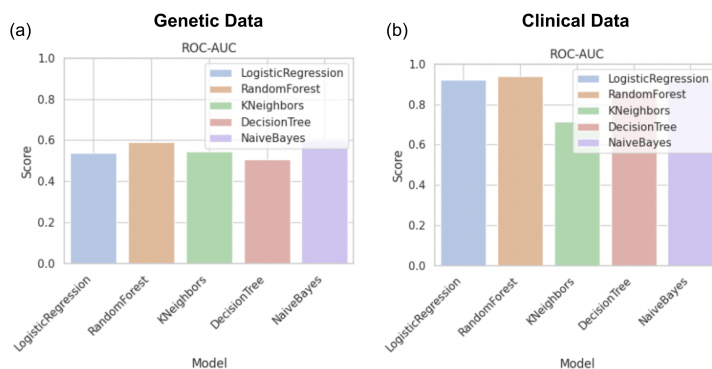 Genetic Data
Clinical Data
(a)
(b)
ROC-AUC
1.0
0.8
0.6
0.4
0.2
0.0
Score
LogisticRegression
RandomForest
KNeighbors
DecisionTree
NaiveBayes
LogisticRegression
RandomForest
KNeighbors
DecisionTree
NaiveBayes
Model
ROC-AUC
1.0
0.8
0.6
0.4
0.2
0.0
Score
LogisticRegression
RandomForest
KNeighbors
DecisionTree
NaiveBayes
LogisticRegression
RandomForest
KNeighbors
DecisionTree
NaiveBayes
Model